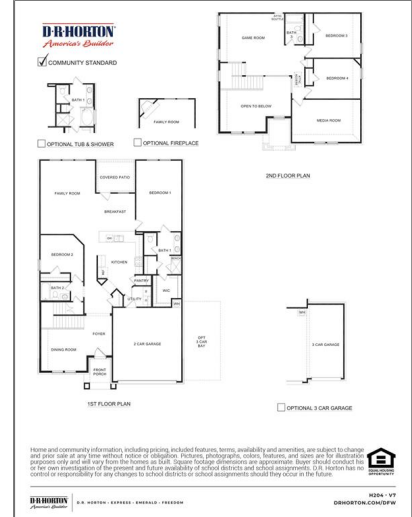 D·R·HORTON
America's Builder
COMMUNITY STANDARD
BATH 1
OPTIONAL TUB & SHOWER
FAMILY ROOM
OPTIONAL FIREPLACE
GAME ROOM
BEDROOM 3
BEDROOM 4
OPEN TO BELOW
MEDIA ROOM
2ND FLOOR PLAN
FAMILY ROOM
COVERED PATIO
BEDROOM 1
BREAKFAST
KITCHEN
BEDROOM 2
BATH 1
PANTRY
WIC
BATH 2
UTILITY
FOYER
2 CAR GARAGE
DINING ROOM
FRONT
PORCH
OPT
3 CAR
BAY
1ST FLOOR PLAN
3 CAR GARAGE
OPTIONAL 3 CAR GARAGE
Home and community information, including pricing, included features, terms, availability and amenities, are subject to change
and prior sale at any time without notice or obligation. Pictures, photographs, colors, features, and sizes are for illustration
purposes only and will vary from the homes as built. Square footage dimensions are approximate. Buyer should conduct his
or her own investigation of the present and future availability of school districts and school assignments. D.R. Horton has no
control or responsibility for any changes to school districts or school assignments should they occur in the future.
EQUAL HOUSING
OPPORTUNITY
D·R·HORTON
America's Builder
D.R. HORTON - EXPRESS - EMERALD - FREEDOM
H204 - V7
DRHORTON.COM/DFW